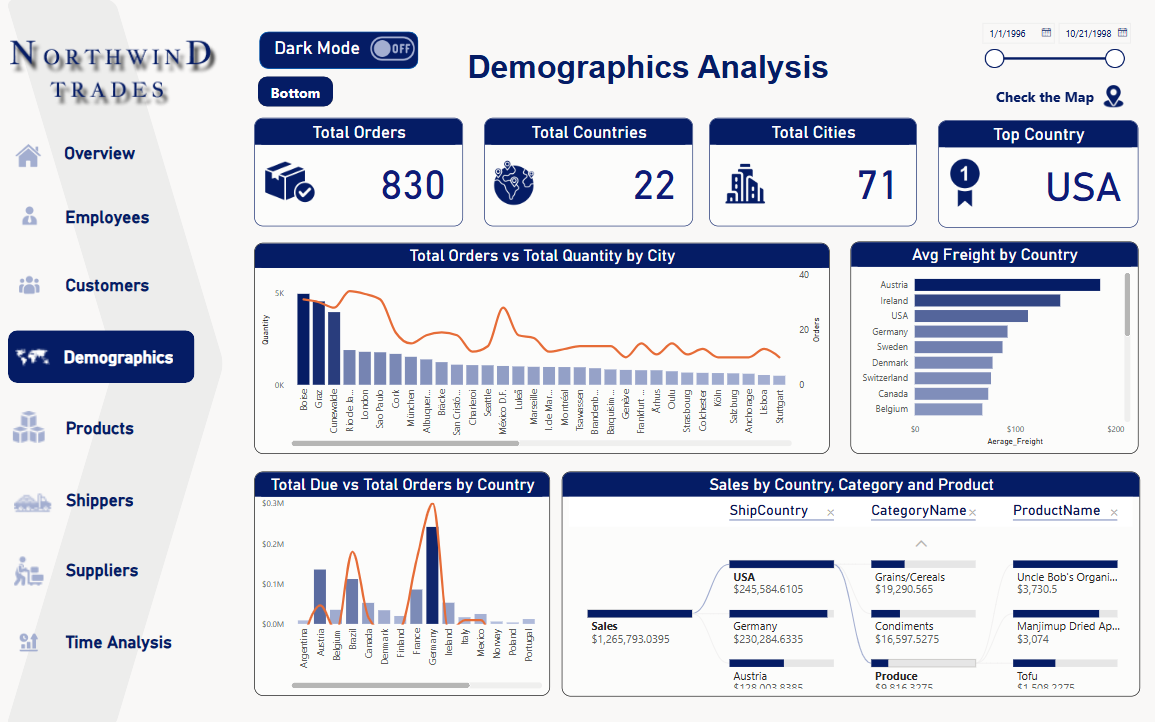 NORTHWIND
TRADES
Dark Mode OFF
Bottom
Demographics Analysis
1/1/1996 10/21/1998
Check the Map
Overview
Employees
Customers
Demographics
Products
Shippers
Suppliers
Time Analysis
Total Orders
830
Total Countries
22
Total Cities
71
Top Country
1
USA
Total Orders vs Total Quantity by City
Quantity
5K
0K
Orders
40
20
0
Boise
Graz
Cunewalde
Rio de Ja...
London
Sao Paulo
Cork
München
Albuquer...
Bräcke
San Cristó...
Charleroi
Seattle
México D.F.
Luleå
Marseille
I. de Mar...
Montréal
Tsawassen
Brandenb...
Barquisim...
Genève
Frankfurt ...
Århus
Oulu
Strasbourg
Colchester
Köln
Salzburg
Anchorage
Lisboa
Stuttgart
Avg Freight by Country
Austria
Ireland
USA
Germany
Sweden
Denmark
Switzerland
Canada
Belgium
$0 $100 $200
Aerage_Freight
Total Due vs Total Orders by Country
$0.3M
$0.2M
$0.1M
$0.0M
Argentina
Austria
Belgium
Brazil
Canada
Denmark
Finland
France
Germany
Ireland
Italy
Mexico
Norway
Poland
Portugal
Sales by Country, Category and Product
ShipCountry × CategoryName × ProductName ×
Sales
$1,265,793.0395
USA
$245,584.6105
Germany
$230,284.6335
Austria
$128,003.8385
Grains/Cereals
$19,290.565
Condiments
$16,597.5275
Produce
$9,816.3275
Uncle Bob's Organi...
$3,730.5
Manjimup Dried Ap...
$3,074
Tofu
$1,508.2275